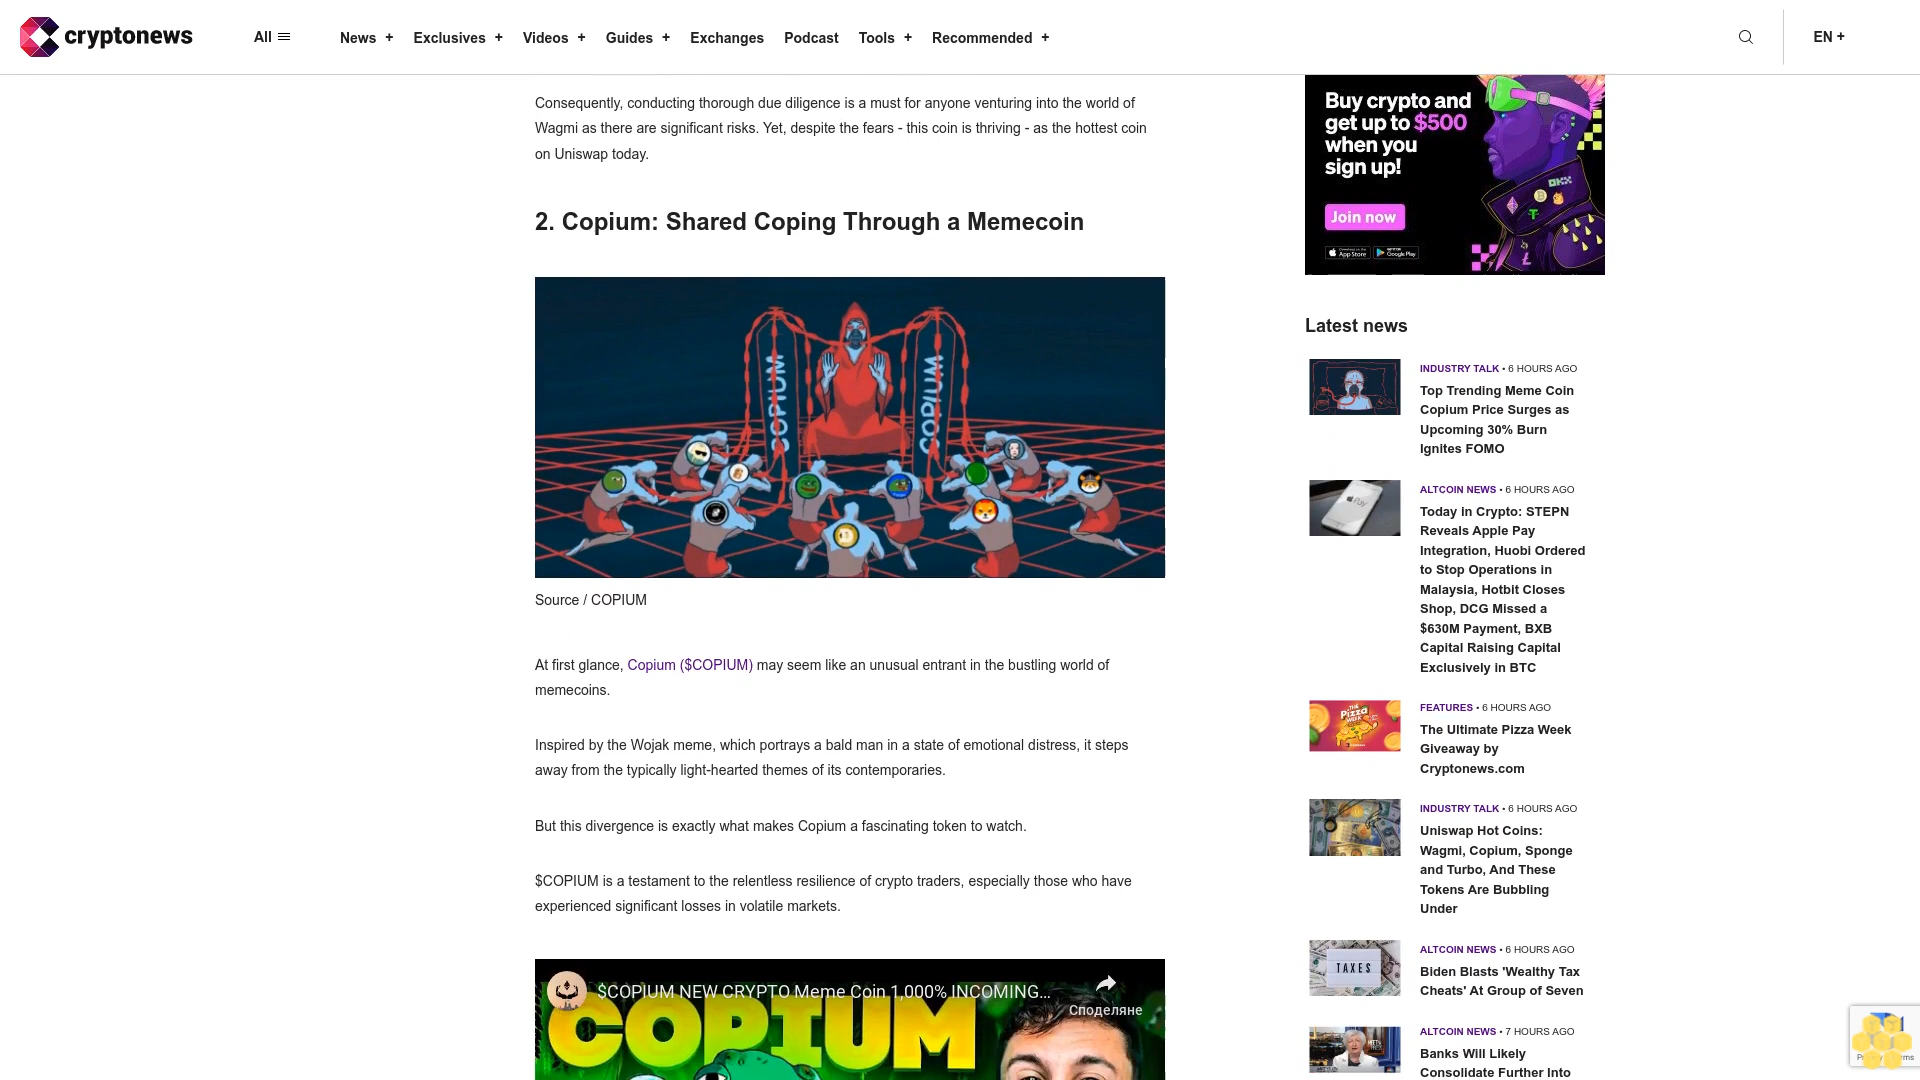 cryptonews
All
News +
Exclusives +
Videos +
Guides +
Exchanges
Podcast
Tools +
Recommended +
EN +
Consequently, conducting thorough due diligence is a must for anyone venturing into the world of
Wagmi as there are significant risks. Yet, despite the fears - this coin is thriving - as the hottest coin
on Uniswap today.
2. Copium: Shared Coping Through a Memecoin
COPIUM
COPIUM
Source / COPIUM
At first glance, Copium ($COPIUM) may seem like an unusual entrant in the bustling world of
memecoins.
Inspired by the Wojak meme, which portrays a bald man in a state of emotional distress, it steps
away from the typically light-hearted themes of its contemporaries.
But this divergence is exactly what makes Copium a fascinating token to watch.
$COPIUM is a testament to the relentless resilience of crypto traders, especially those who have
experienced significant losses in volatile markets.
$COPIUM NEW CRYPTO Meme Coin 1,000% INCOMING...
Споделяне
COPIUM
Buy crypto and
get up to $500
when you
sign up!
Join now
App Store
Google Play
Latest news
INDUSTRY TALK • 6 HOURS AGO
Top Trending Meme Coin
Copium Price Surges as
Upcoming 30% Burn
Ignites FOMO
ALTCOIN NEWS • 6 HOURS AGO
Today in Crypto: STEPN
Reveals Apple Pay
Integration, Huobi Ordered
to Stop Operations in
Malaysia, Hotbit Closes
Shop, DCG Missed a
$630M Payment, BXB
Capital Raising Capital
Exclusively in BTC
Pay
FEATURES • 6 HOURS AGO
The Ultimate Pizza Week
Giveaway by
Cryptonews.com
THE
Pizza
WEEK
INDUSTRY TALK • 6 HOURS AGO
Uniswap Hot Coins:
Wagmi, Copium, Sponge
and Turbo, And These
Tokens Are Bubbling
Under
ALTCOIN NEWS • 6 HOURS AGO
Biden Blasts 'Wealthy Tax
Cheats' At Group of Seven
TAXES
ALTCOIN NEWS • 7 HOURS AGO
Banks Will Likely
Consolidate Further Into